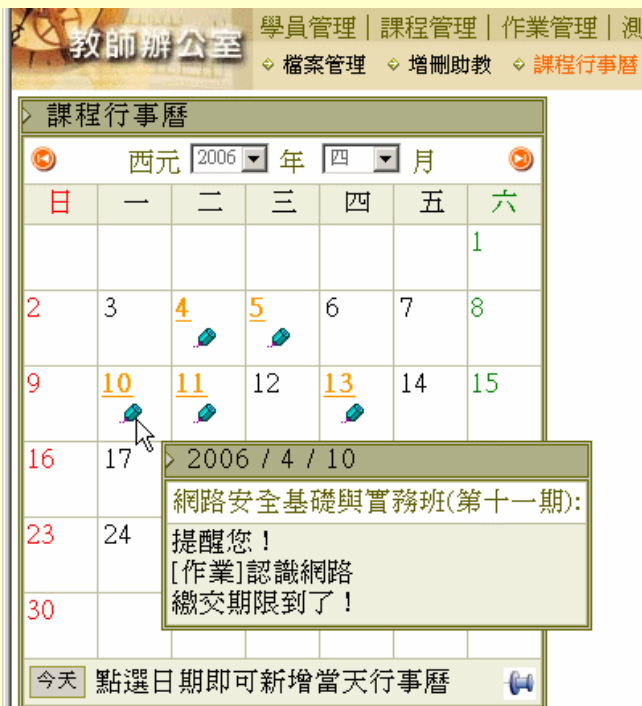 教師辦公室
學員管理 | 課程管理 | 作業管理 |
檔案管理 增刪助教 課程行事曆
課程行事曆
西元 2006 年 四 月
日 一 二 三 四 五 六
1
2 3 4 5 6 7 8
9 10 11 12 13 14 15
16 17
2006 / 4 / 10
網路安全基礎與實務班(第十一期):
23 24
提醒您！
[作業]認識網路
繳交期限到了！
30
今天 點選日期即可新增當天行事曆